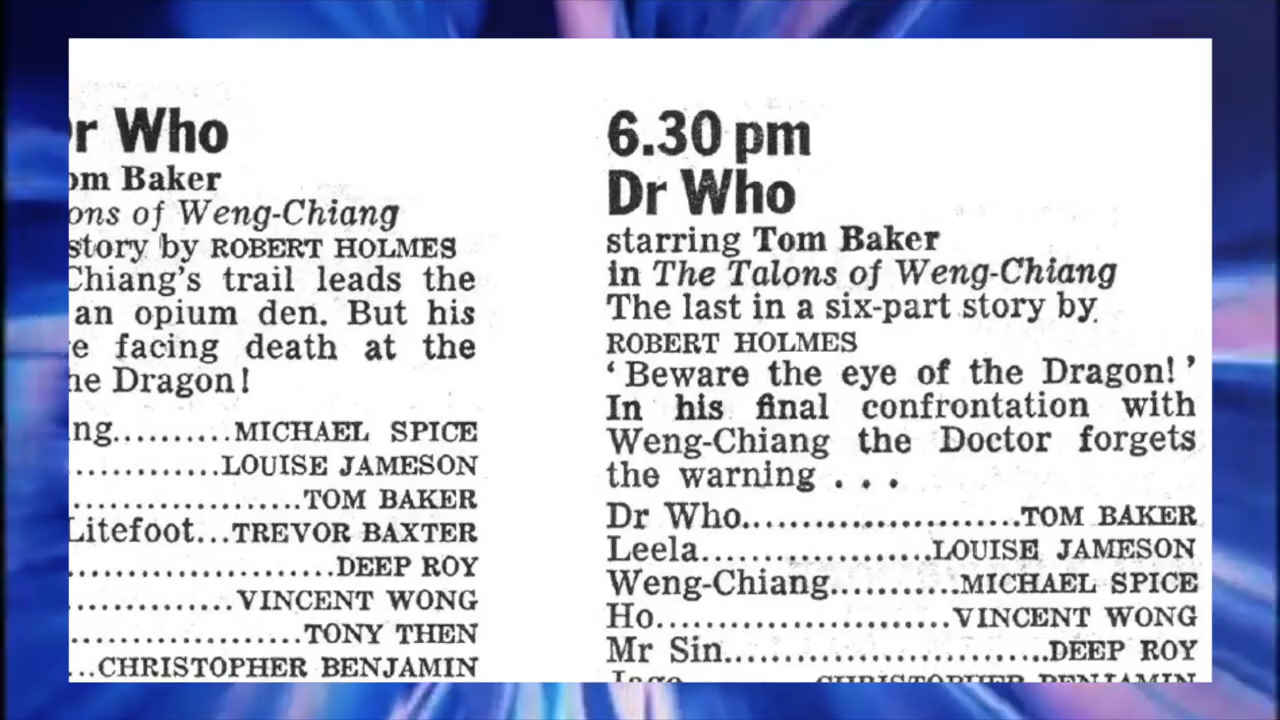 r Who
om Baker
ons of Weng-Chiang
story by ROBERT HOLMES
Chiang's trail leads the
an opium den. But his
e facing death at the
he Dragon!
ng..........MICHAEL SPICE
............LOUISE JAMESON
....................TOM BAKER
Litefoot...TREVOR BAXTER
.......................DEEP ROY
..............VINCENT WONG
....................TONY THEN
...CHRISTOPHER BENJAMIN
6.30 pm
Dr Who
starring Tom Baker
in The Talons of Weng-Chiang
The last in a six-part story by
ROBERT HOLMES
‘Beware the eye of the Dragon!’
In his final confrontation with
Weng-Chiang the Doctor forgets
the warning . . .
Dr Who.......................TOM BAKER
Leela...................LOUISE JAMESON
Weng-Chiang...........MICHAEL SPICE
Ho........................VINCENT WONG
Mr Sin..........................DEEP ROY
Jago..........CHRISTOPHER BENJAMIN